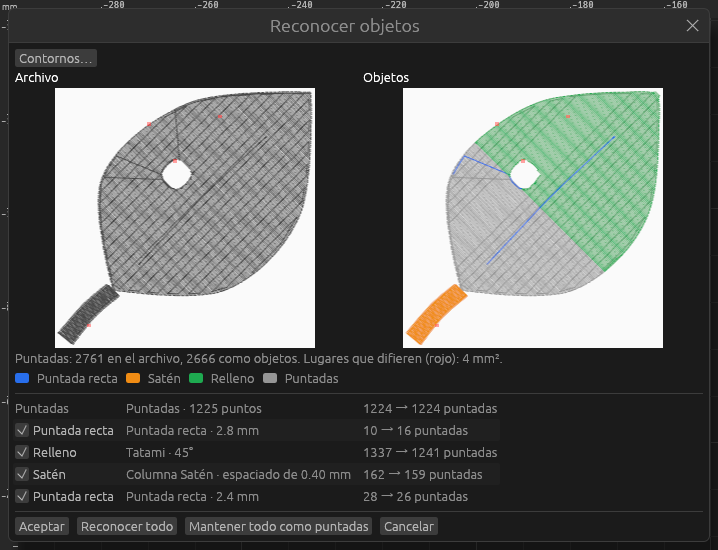 mm
-280 -260 -240 -220 -200 -180 -160
Reconocer objetos
Contornos...
Archivo Objetos
Puntadas: 2761 en el archivo, 2666 como objetos. Lugares que difieren (rojo): 4 mm².
Puntada recta Satén Relleno Puntadas
Puntadas Puntadas · 1225 puntos 1224 → 1224 puntadas
Puntada recta Puntada recta · 2.8 mm 10 → 16 puntadas
Relleno Tatami · 45° 1337 → 1241 puntadas
Satén Columna Satén · espaciado de 0.40 mm 162 → 159 puntadas
Puntada recta Puntada recta · 2.4 mm 28 → 26 puntadas
Aceptar Reconocer todo Mantener todo como puntadas Cancelar